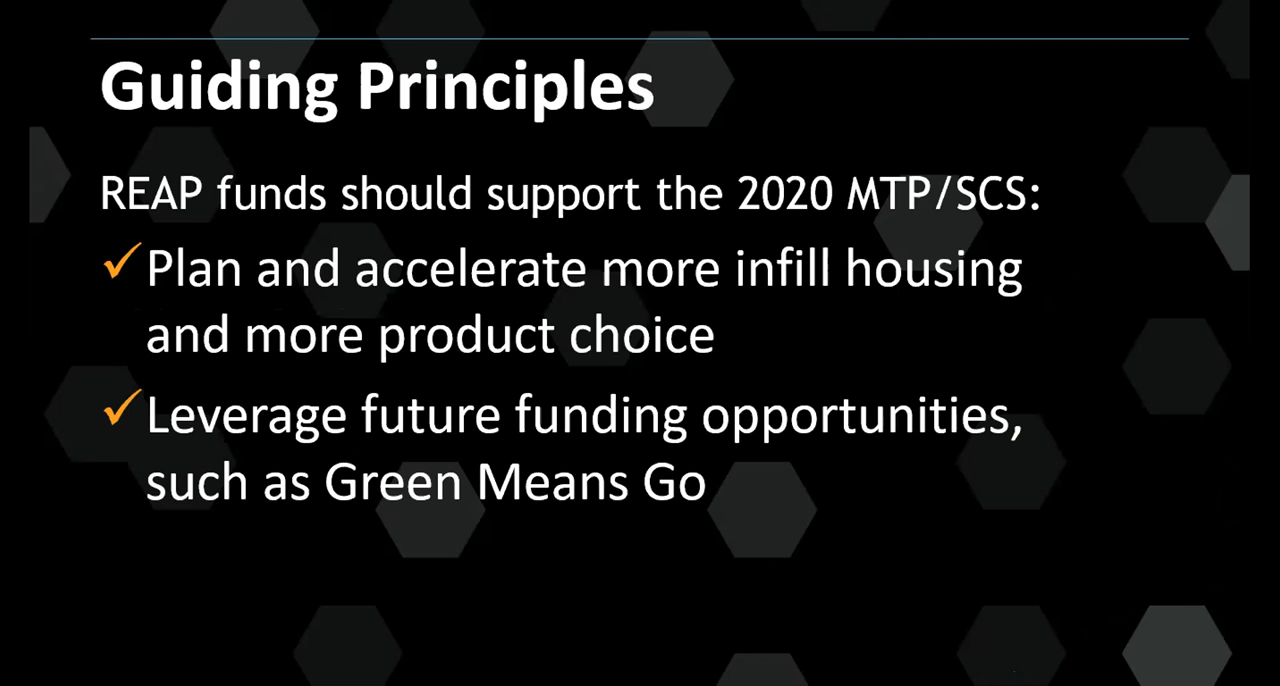 Guiding Principles
REAP funds should support the 2020 MTP/SCS:
Plan and accelerate more infill housing
and more product choice
Leverage future funding opportunities,
such as Green Means Go